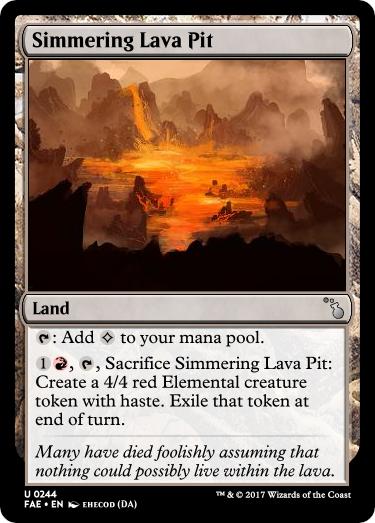 Simmering Lava Pit
Land
: Add to your mana pool.
1 , , Sacrifice Simmering Lava Pit:
Create a 4/4 red Elemental creature
token with haste. Exile that token at
end of turn.
Many have died foolishly assuming that
nothing could possibly live within the lava.
U 0244
FAE • EN EHECOD (DA)
™ & © 2017 Wizards of the Coast